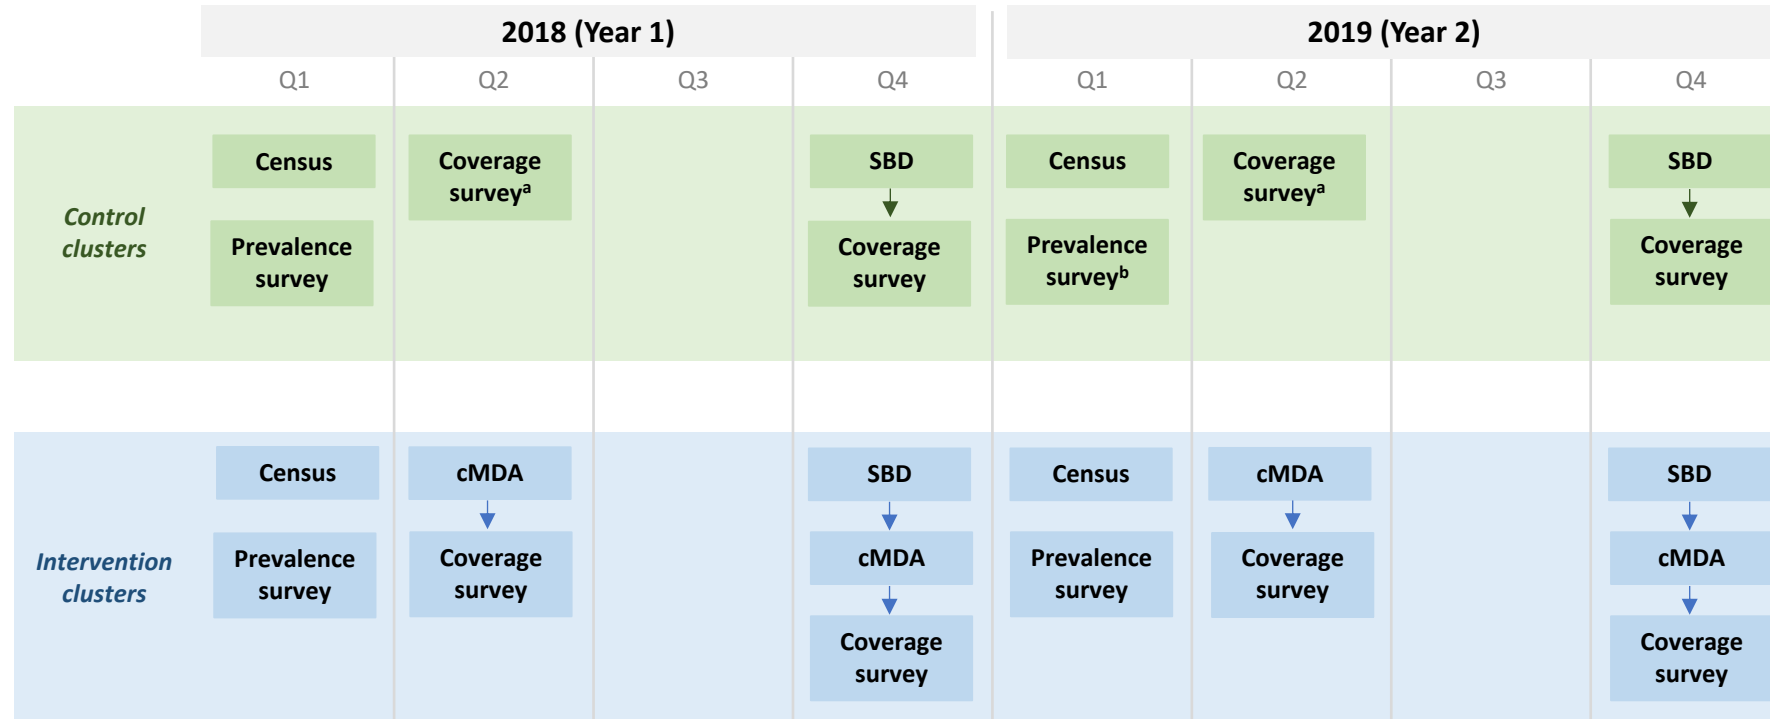 2018 (Year 1)
2019 (Year 2)
Q1
Q2
Q3
Q4
Q1
Q2
Q3
Q4
Control
clusters
Census
Prevalence
survey
Coverage
surveyᵃ
SBD
Coverage
survey
Census
Prevalence
surveyᵇ
Coverage
surveyᵃ
SBD
Coverage
survey
Intervention
clusters
Census
Prevalence
survey
cMDA
Coverage
survey
SBD
cMDA
Coverage
survey
Census
Prevalence
survey
cMDA
Coverage
survey
SBD
cMDA
Coverage
survey